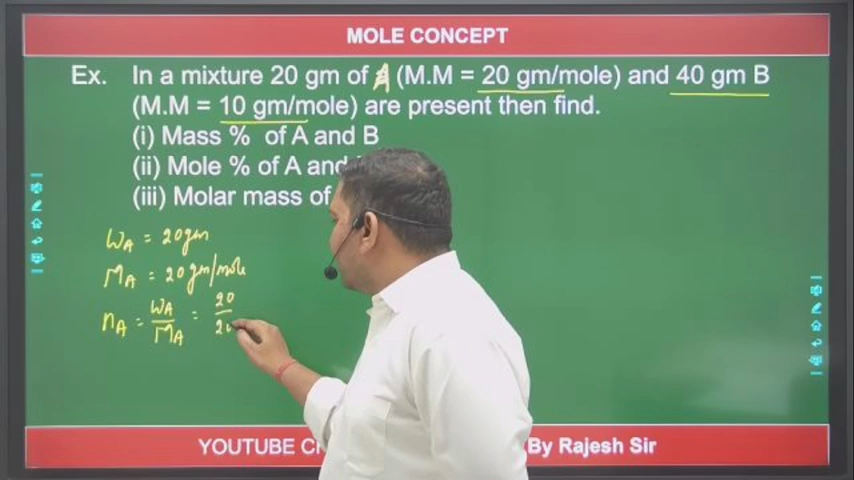 MOLE CONCEPT
Ex. In a mixture 20 gm of A (M.M = 20 gm/mole) and 40 gm B
(M.M = 10 gm/mole) are present then find.
(i) Mass % of A and B
(ii) Mole % of A and
(iii) Molar mass of
WA = 20gm
MA = 20 gm/mole
nA = WA/MA = 20/20
YOUTUBE By Rajesh Sir